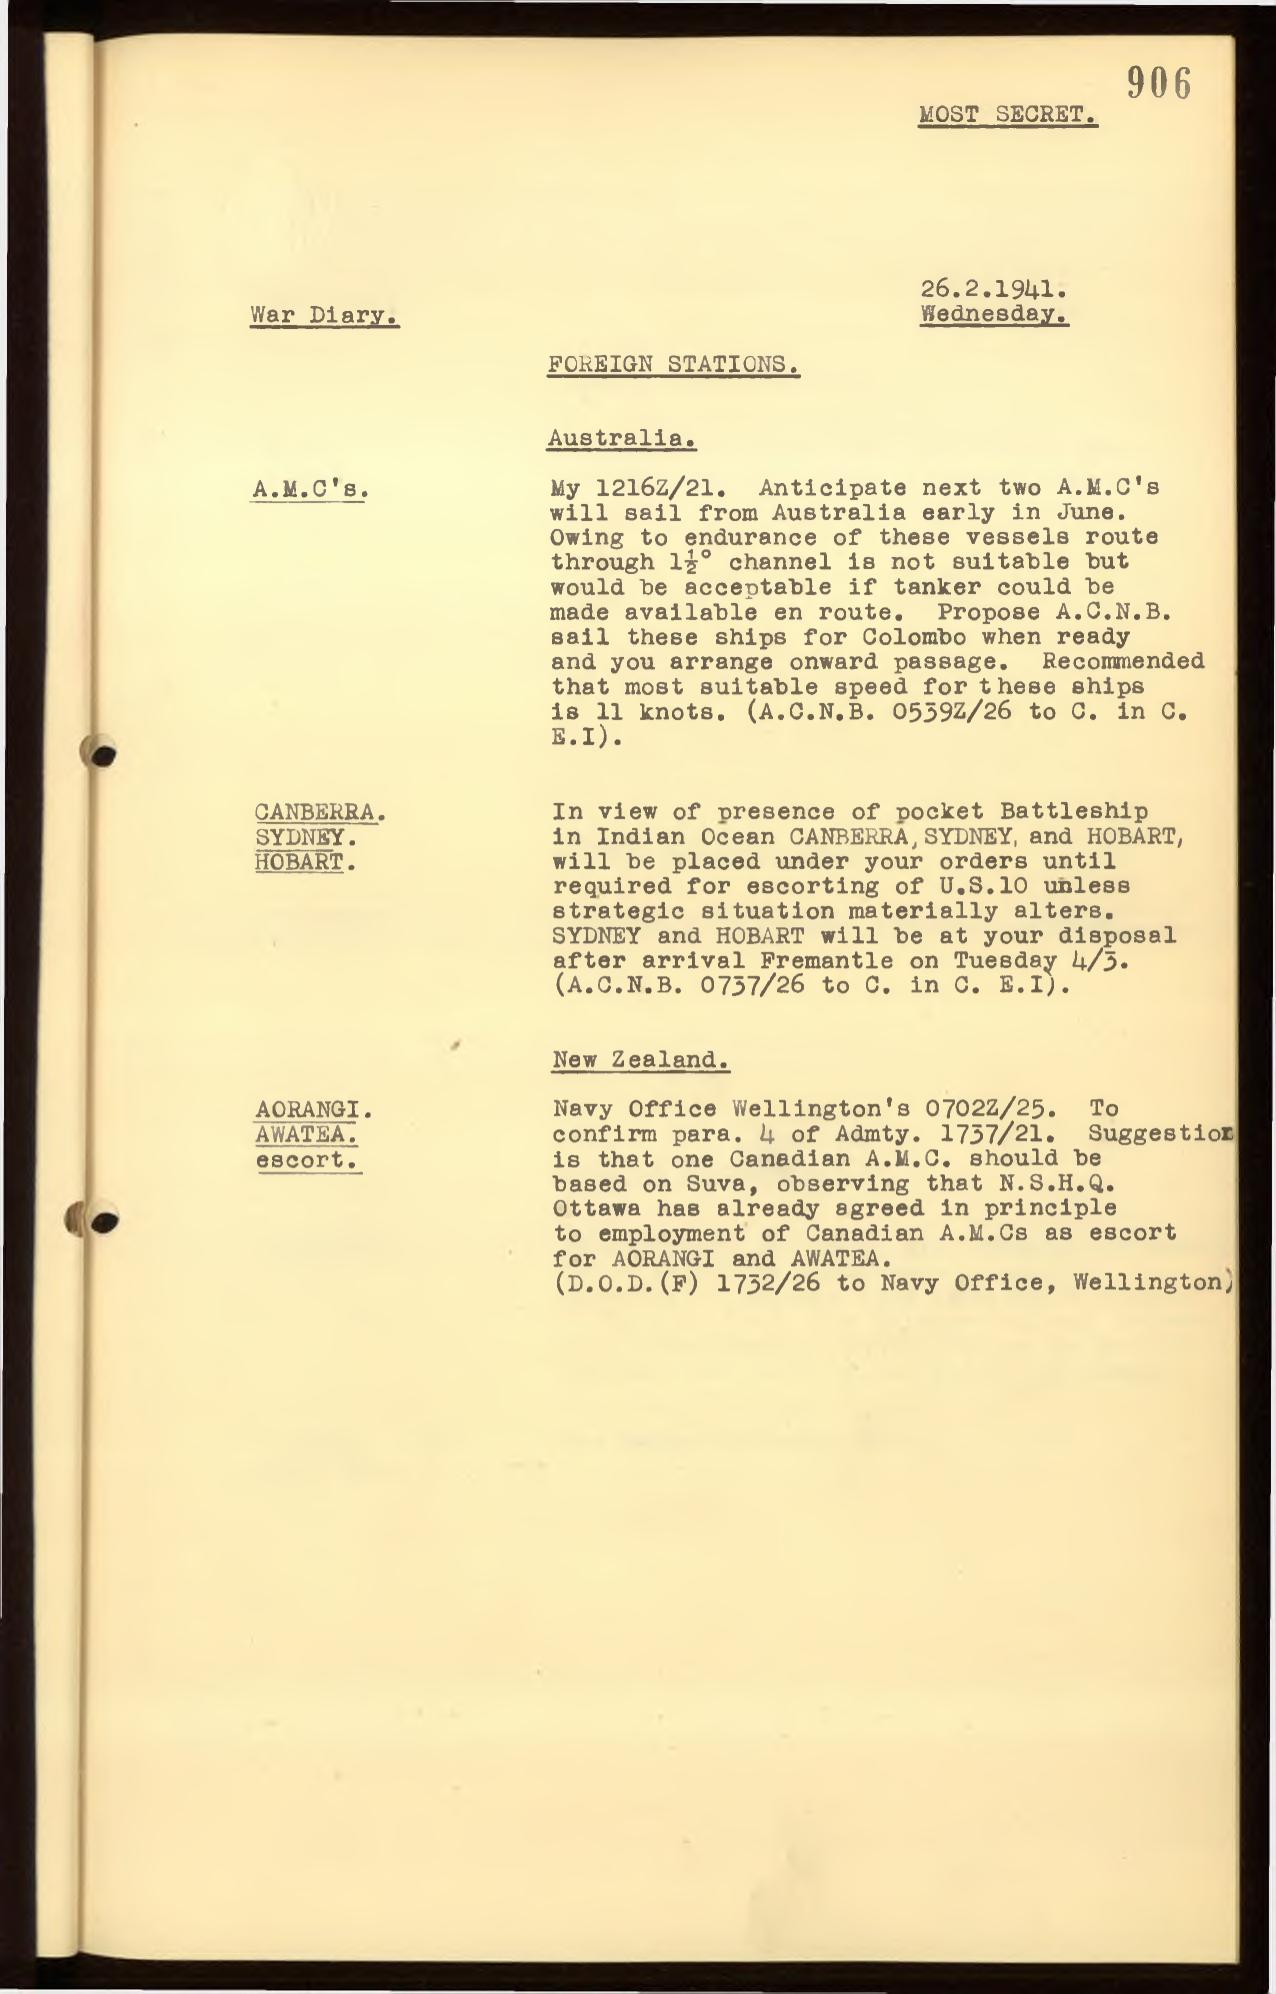 906
MOST SECRET.
26.2.1941.
War Diary.
Wednesday.
FOREIGN STATIONS.
Australia.
A.M.C's.
My 1216Z/21. Anticipate next two A.M.C's
will sail from Australia early in June.
Owing to endurance of these vessels route
through 1½° channel is not suitable but
would be acceptable if tanker could be
made available en route. Propose A.C.N.B.
sail these ships for Colombo when ready
and you arrange onward passage. Recommended
that most suitable speed for these ships
is 11 knots. (A.C.N.B. 0539Z/26 to C. in C.
E.I).
CANBERRA.
SYDNEY.
HOBART.
In view of presence of pocket Battleship
in Indian Ocean CANBERRA, SYDNEY, and HOBART,
will be placed under your orders until
required for escorting of U.S.10 unless
strategic situation materially alters.
SYDNEY and HOBART will be at your disposal
after arrival Fremantle on Tuesday 4/3.
(A.C.N.B. 0737/26 to C. in C. E.I).
New Zealand.
AORANGI.
AWATEA.
escort.
Navy Office Wellington's 0702Z/25. To
confirm para. 4 of Admty. 1737/21. Suggestion
is that one Canadian A.M.C. should be
based on Suva, observing that N.S.H.Q.
Ottawa has already agreed in principle
to employment of Canadian A.M.Cs as escort
for AORANGI and AWATEA.
(D.O.D.(F) 1732/26 to Navy Office, Wellington)